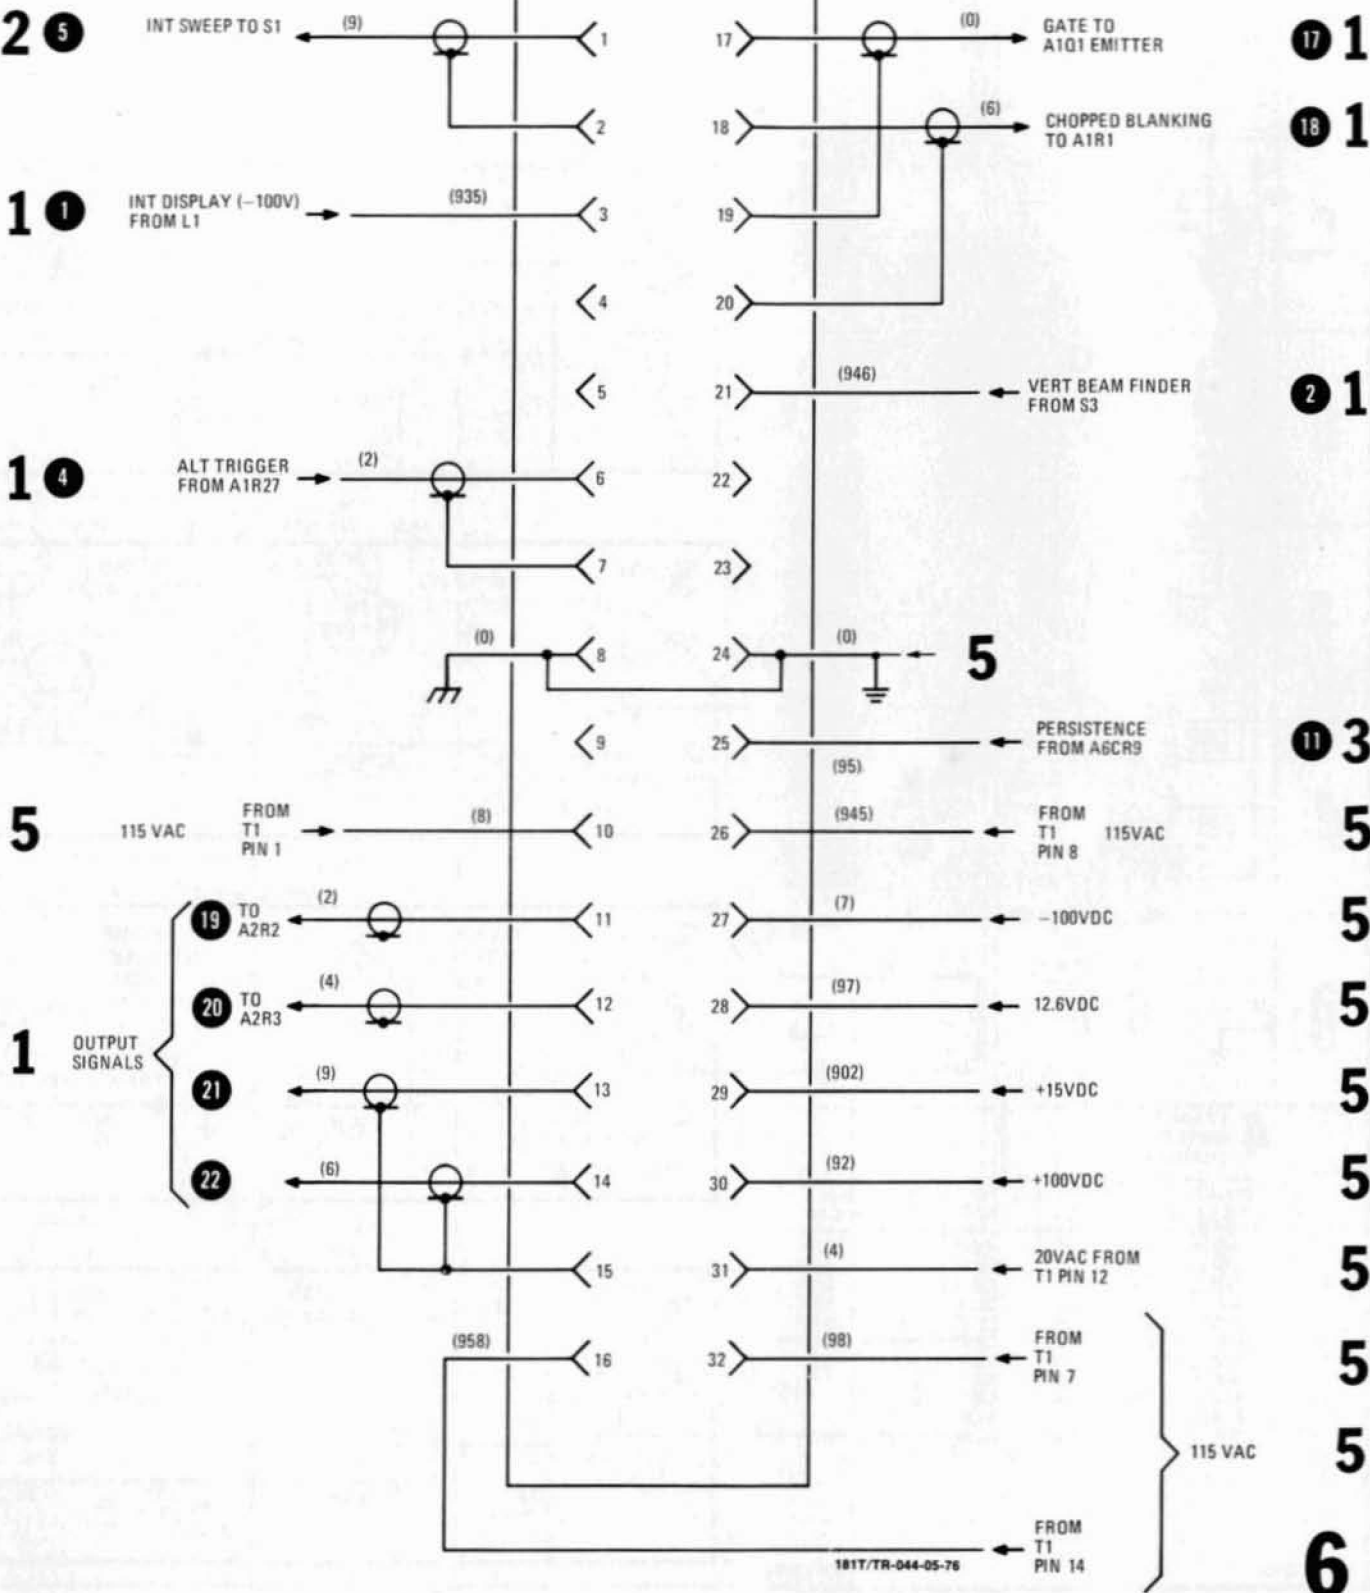 2 5 INT SWEEP TO S1 (9) 1 17 (0) GATE TO 17 1
A1Q1 EMITTER
2 18 (6) CHOPPED BLANKING 18 1
TO A1R1
1 1 INT DISPLAY (−100V) (935) 3 19
FROM L1
4 20
5 21 (946) VERT BEAM FINDER 2 1
FROM S3
1 4 ALT TRIGGER (2) 6 22
FROM A1R27
7 23
(0) 8 24 (0) 5
9 25 (95) PERSISTENCE 11 3
FROM A6CR9
5 115 VAC FROM (8) 10 26 (945) FROM 115VAC 5
T1 T1
PIN 1 PIN 8
19 TO (2) 11 27 (7) −100VDC 5
A2R2
20 TO (4) 12 28 (97) 12.6VDC 5
A2R3
1 OUTPUT
SIGNALS
21 (9) 13 29 (902) +15VDC 5
22 (6) 14 30 (92) +100VDC 5
15 31 (4) 20VAC FROM 5
T1 PIN 12
(958) 16 32 (98) FROM 5
T1
PIN 7
115 VAC 5
FROM
T1
PIN 14
181T/TR-044-05-76
6